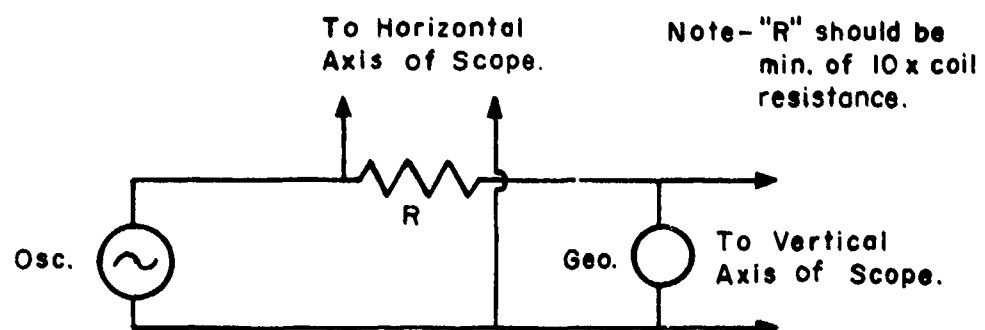 To Horizontal
Axis of Scope.
Note-"R" should be
min. of 10 x coil
resistance.
R
Osc.
Geo.
To Vertical
Axis of Scope.